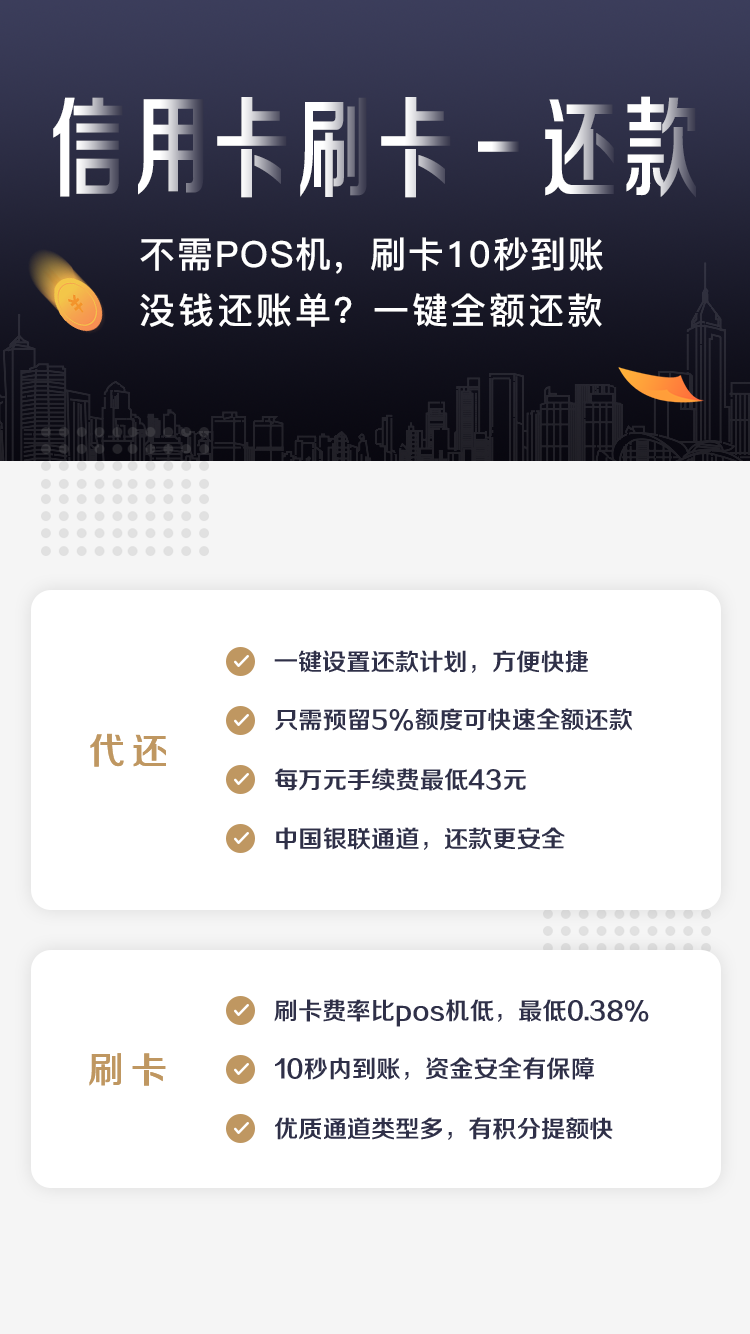 信用卡刷卡-还款
不需POS机，刷卡10秒到账
没钱还账单？一键全额还款
代还
一键设置还款计划，方便快捷
只需预留5%额度可快速全额还款
每万元手续费最低43元
中国银联通道，还款更安全
刷卡
刷卡费率比pos机低，最低0.38%
10秒内到账，资金安全有保障
优质通道类型多，有积分提额快